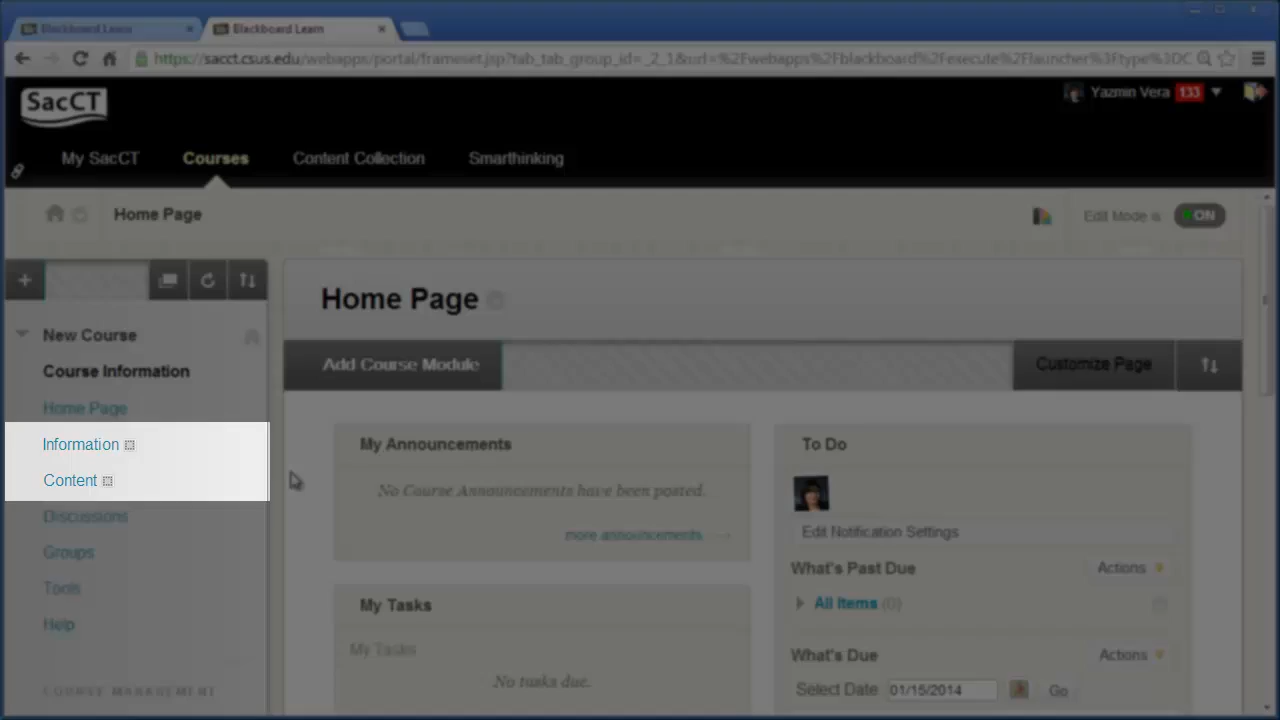 Blackboard Learn
Blackboard Learn
https://sacct.csus.edu/webapps/portal/frameset.jsp?tab_tab_group_id=_2_1&url=%2Fwebapps%2Fblackboard%2Fexecute%2Flauncher%3Ftype%3DC
SacCT
Yazmin Vera 133
My SacCT Courses Content Collection Smarthinking
Home Page
Edit Mode is ON
New Course
Course Information
Home Page
Information
Content
Discussions
Groups
Tools
Help
COURSE MANAGEMENT
Home Page
Add Course Module
Customize Page
My Announcements
No Course Announcements have been posted.
more announcements
My Tasks
My Tasks
No tasks due.
To Do
Edit Notification Settings
What's Past Due Actions
All Items (0)
What's Due Actions
Select Date 01/15/2014 Go